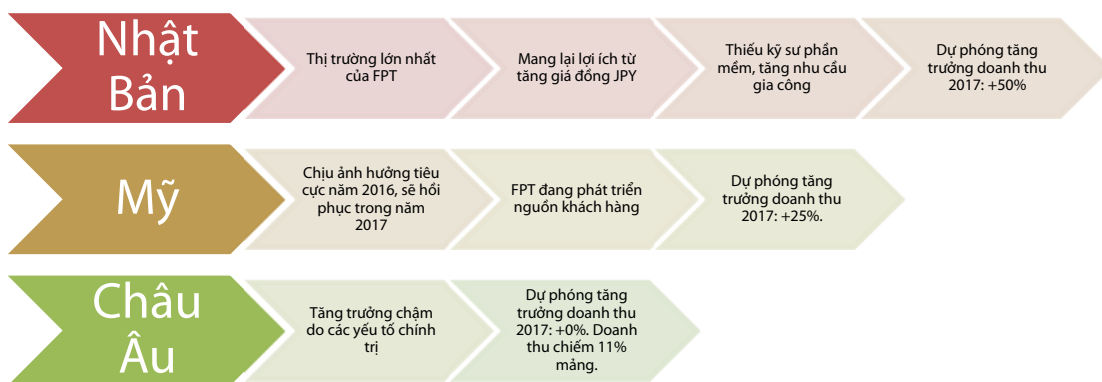 Nhật
Bản
Thị trường lớn nhất
của FPT
Mang lại lợi ích từ
tăng giá đồng JPY
Thiếu kỹ sư phần
mềm, tăng nhu cầu
gia công
Dự phóng tăng
trưởng doanh thu
2017: +50%
Mỹ
Chịu ảnh hưởng tiêu
cực năm 2016, sẽ hồi
phục trong năm
2017
FPT đang phát triển
nguồn khách hàng
Dự phóng tăng
trưởng doanh thu
2017: +25%.
Châu
Âu
Tăng trưởng chậm
do các yếu tố chính
trị
Dự phóng tăng
trưởng doanh thu
2017: +0%. Doanh
thu chiếm 11%
mảng.